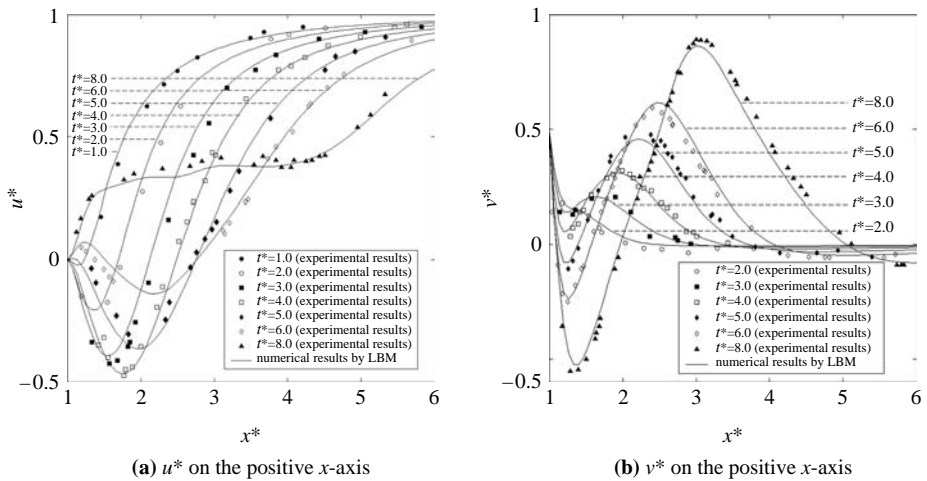 1
0.5
0
−0.5
u*
t*=8.0
t*=6.0
t*=5.0
t*=4.0
t*=3.0
t*=2.0
t*=1.0
t*=1.0 (experimental results)
t*=2.0 (experimental results)
t*=3.0 (experimental results)
t*=4.0 (experimental results)
t*=5.0 (experimental results)
t*=6.0 (experimental results)
t*=8.0 (experimental results)
numerical results by LBM
1 2 3 4 5 6
x*
(a) u* on the positive x-axis
1
0.5
0
−0.5
v*
t*=8.0
t*=6.0
t*=5.0
t*=4.0
t*=3.0
t*=2.0
t*=2.0 (experimental results)
t*=3.0 (experimental results)
t*=4.0 (experimental results)
t*=5.0 (experimental results)
t*=6.0 (experimental results)
t*=8.0 (experimental results)
numerical results by LBM
1 2 3 4 5 6
x*
(b) v* on the positive x-axis